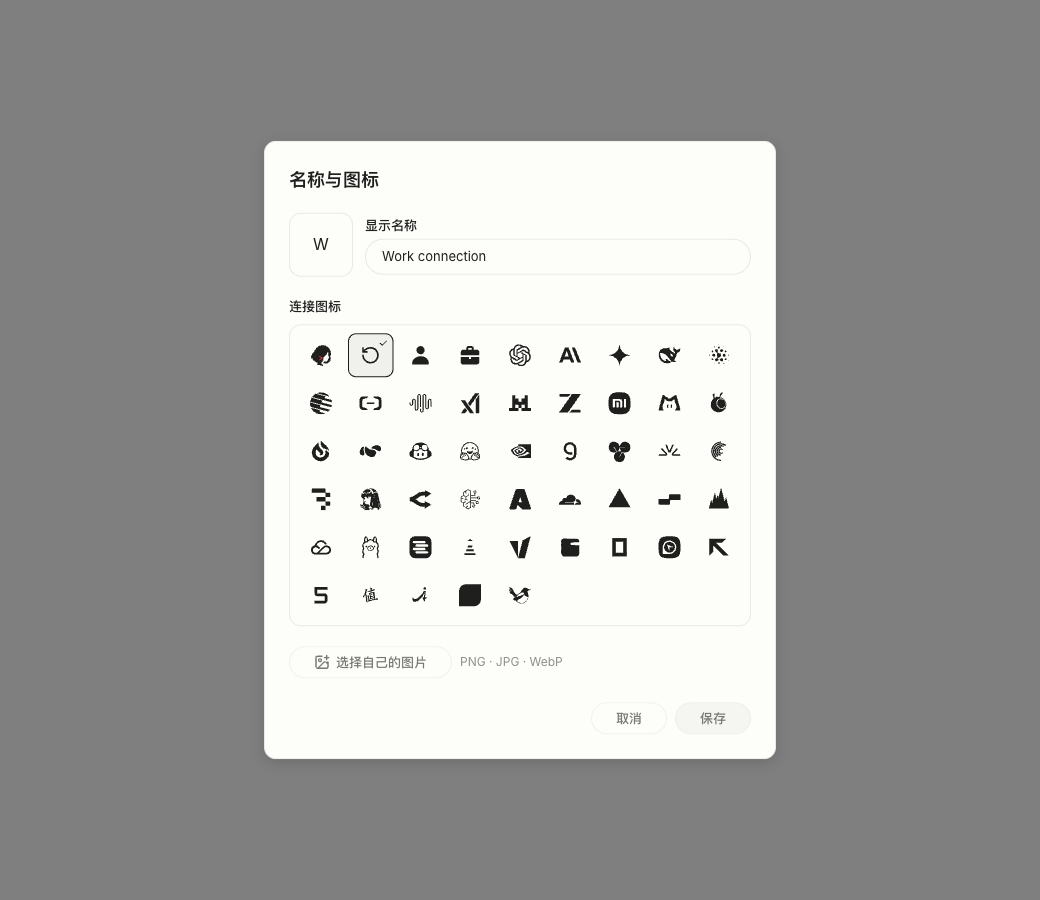 名称与图标
W
显示名称
Work connection
连接图标
选择自己的图片
PNG · JPG · WebP
取消
保存